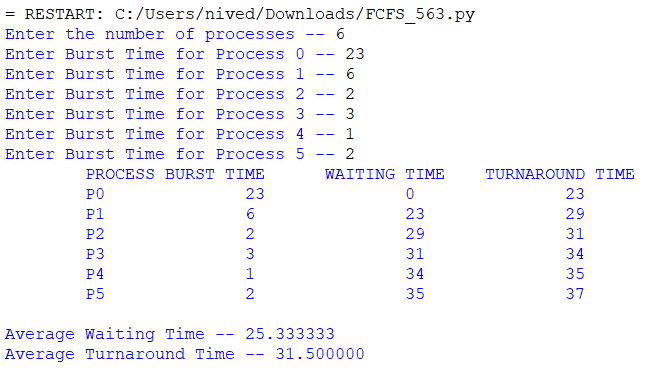 = RESTART: C:/Users/nived/Downloads/FCFS_563.py
Enter the number of processes -- 6
Enter Burst Time for Process 0 -- 23
Enter Burst Time for Process 1 -- 6
Enter Burst Time for Process 2 -- 2
Enter Burst Time for Process 3 -- 3
Enter Burst Time for Process 4 -- 1
Enter Burst Time for Process 5 -- 2
PROCESS BURST TIME WAITING TIME TURNAROUND TIME
P0 23 0 23
P1 6 23 29
P2 2 29 31
P3 3 31 34
P4 1 34 35
P5 2 35 37
Average Waiting Time -- 25.333333
Average Turnaround Time -- 31.500000